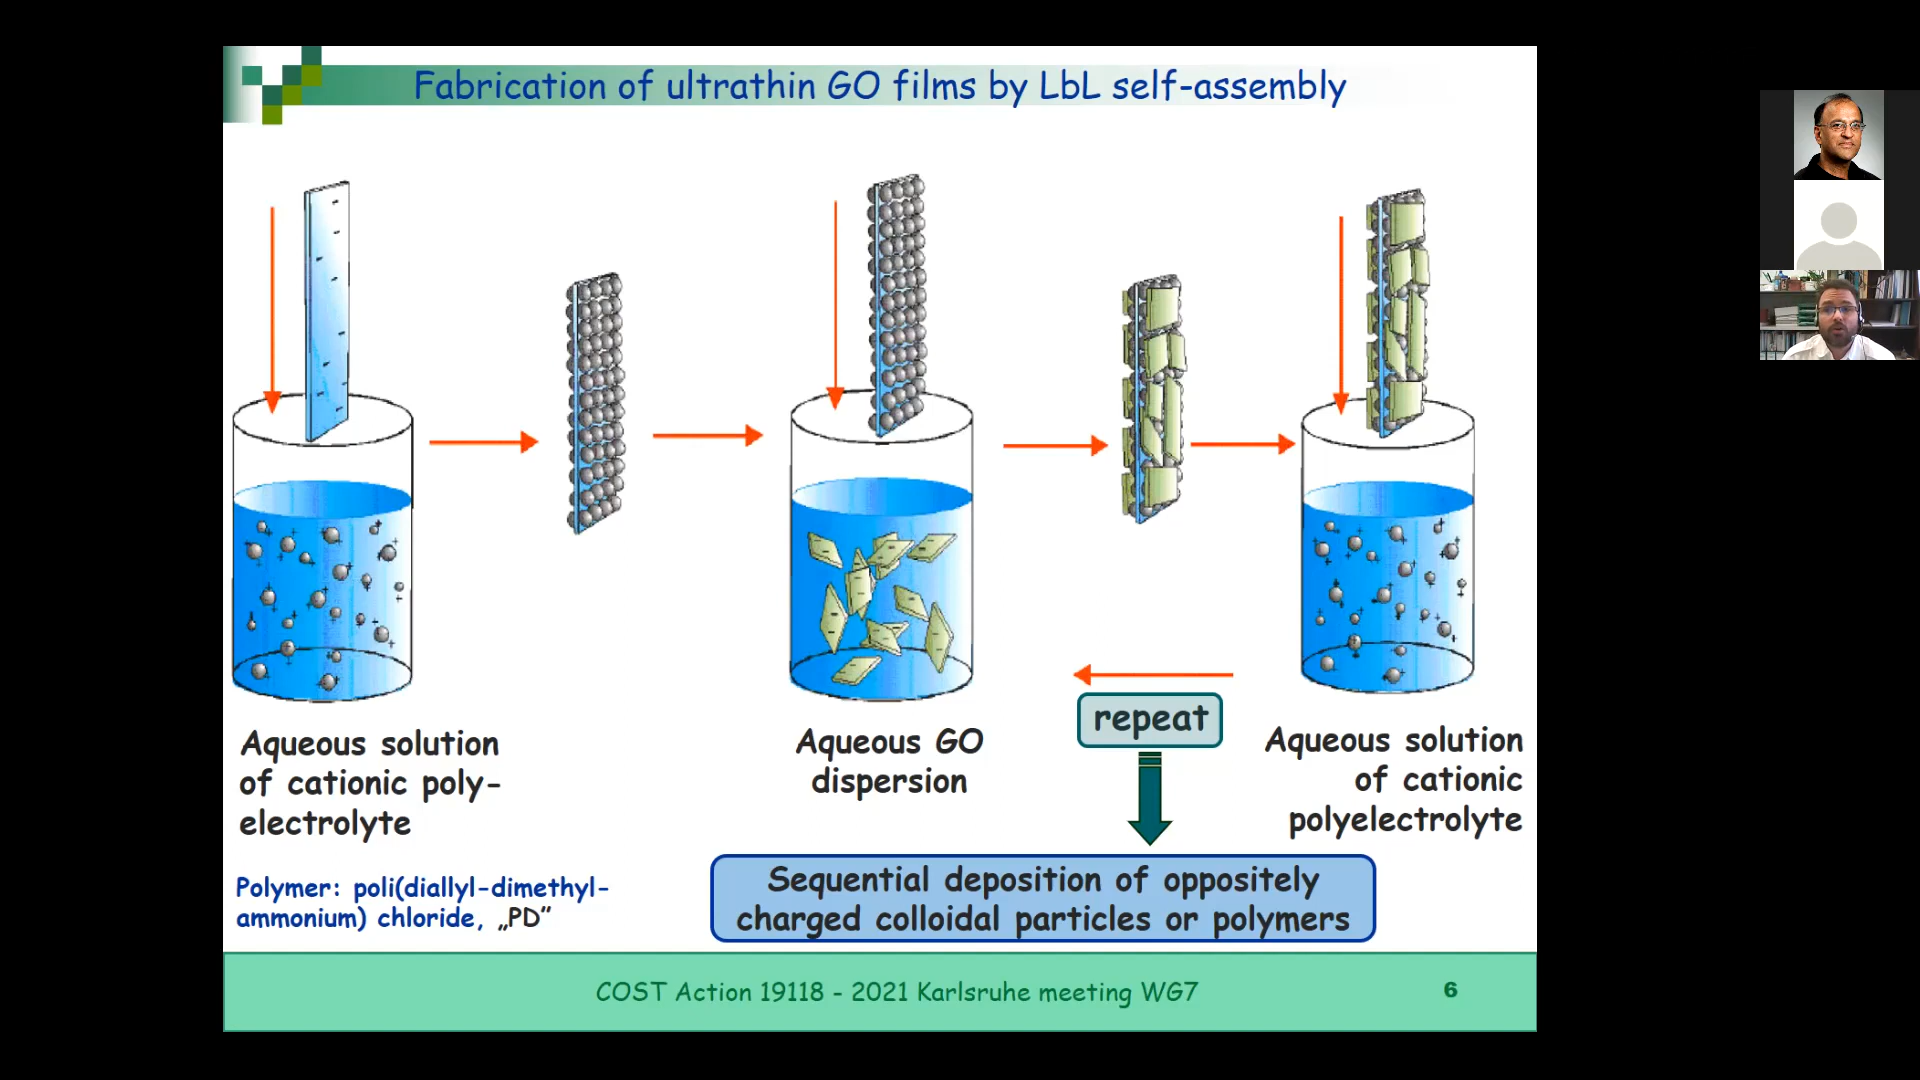 Fabrication of ultrathin GO films by LbL self-assembly
Aqueous solution
of cationic poly-
electrolyte
Aqueous GO
dispersion
repeat
Aqueous solution
of cationic
polyelectrolyte
Polymer: poli(diallyl-dimethyl-
ammonium) chloride, „PD”
Sequential deposition of oppositely
charged colloidal particles or polymers
COST Action 19118 - 2021 Karlsruhe meeting WG7
6